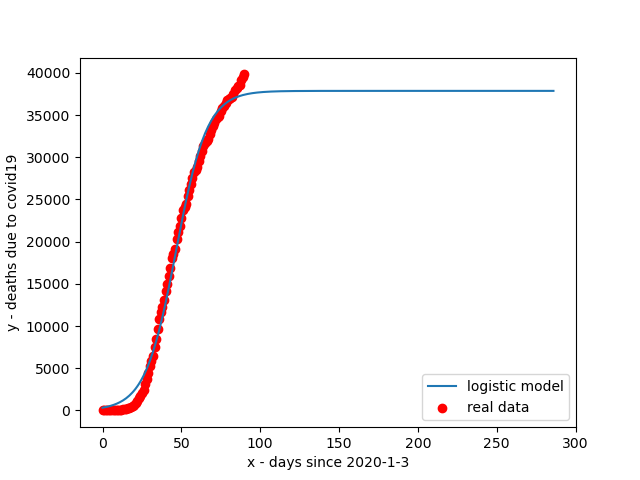 40000
35000
30000
25000
20000
15000
10000
5000
0
y - deaths due to covid19
logistic model
real data
0 50 100 150 200 250 300
x - days since 2020-1-3